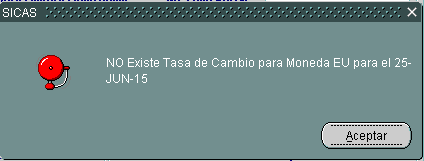 SICAS
NO Existe Tasa de Cambio para Moneda EU para el 25-
JUN-15
Aceptar